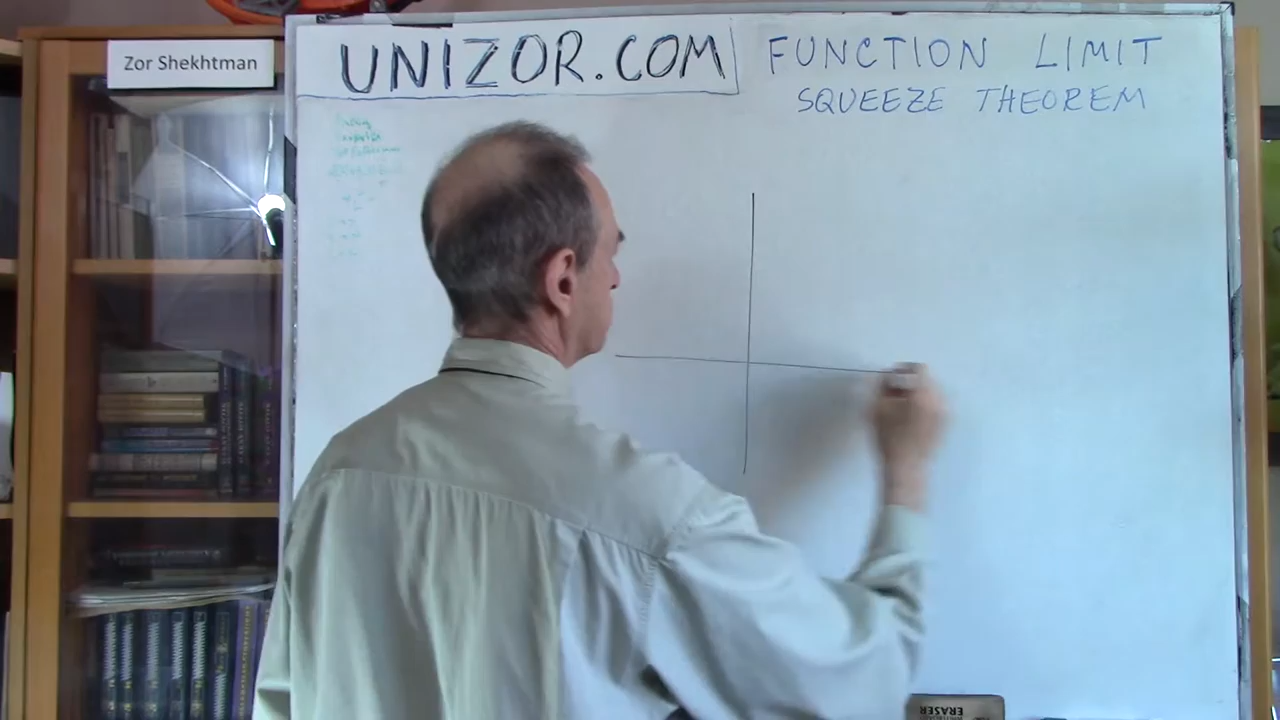 Zor Shekhtman
UNIZOR.COM
FUNCTION LIMIT
SQUEEZE THEOREM
ERASER